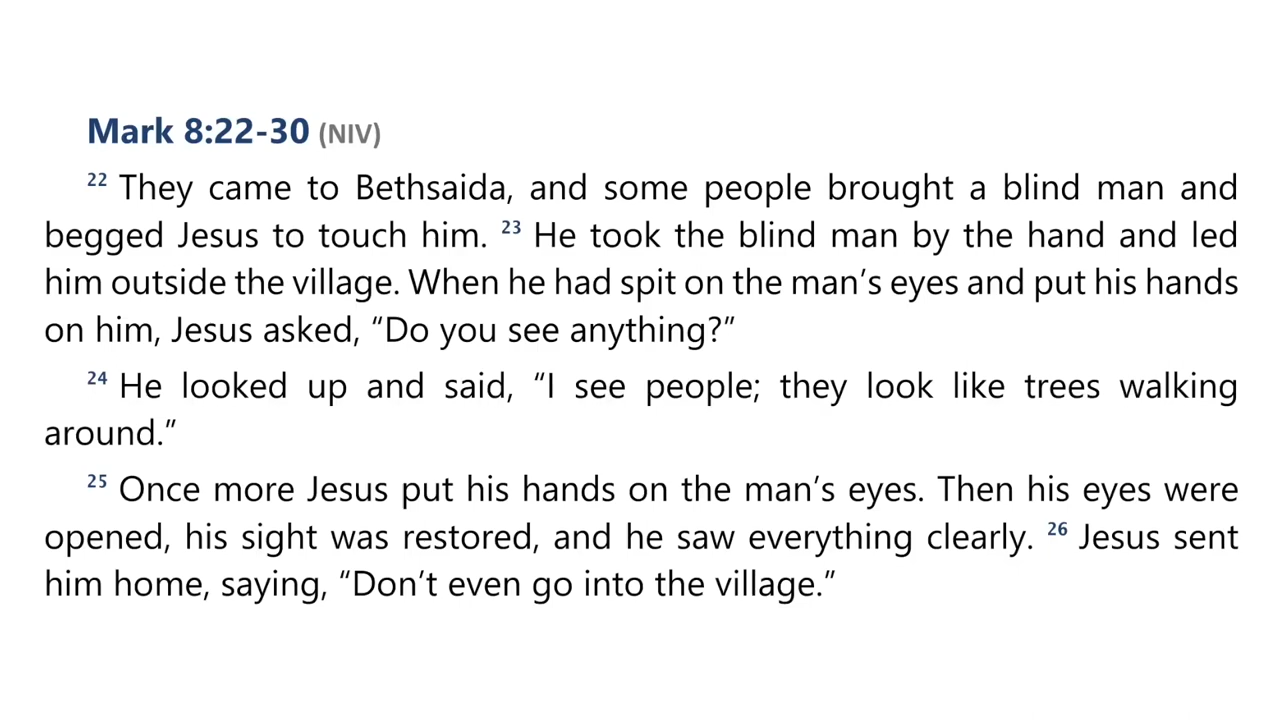 Mark 8:22-30 (NIV)
22 They came to Bethsaida, and some people brought a blind man and
begged Jesus to touch him. 23 He took the blind man by the hand and led
him outside the village. When he had spit on the man’s eyes and put his hands
on him, Jesus asked, “Do you see anything?”
24 He looked up and said, “I see people; they look like trees walking
around.”
25 Once more Jesus put his hands on the man’s eyes. Then his eyes were
opened, his sight was restored, and he saw everything clearly. 26 Jesus sent
him home, saying, “Don’t even go into the village.”